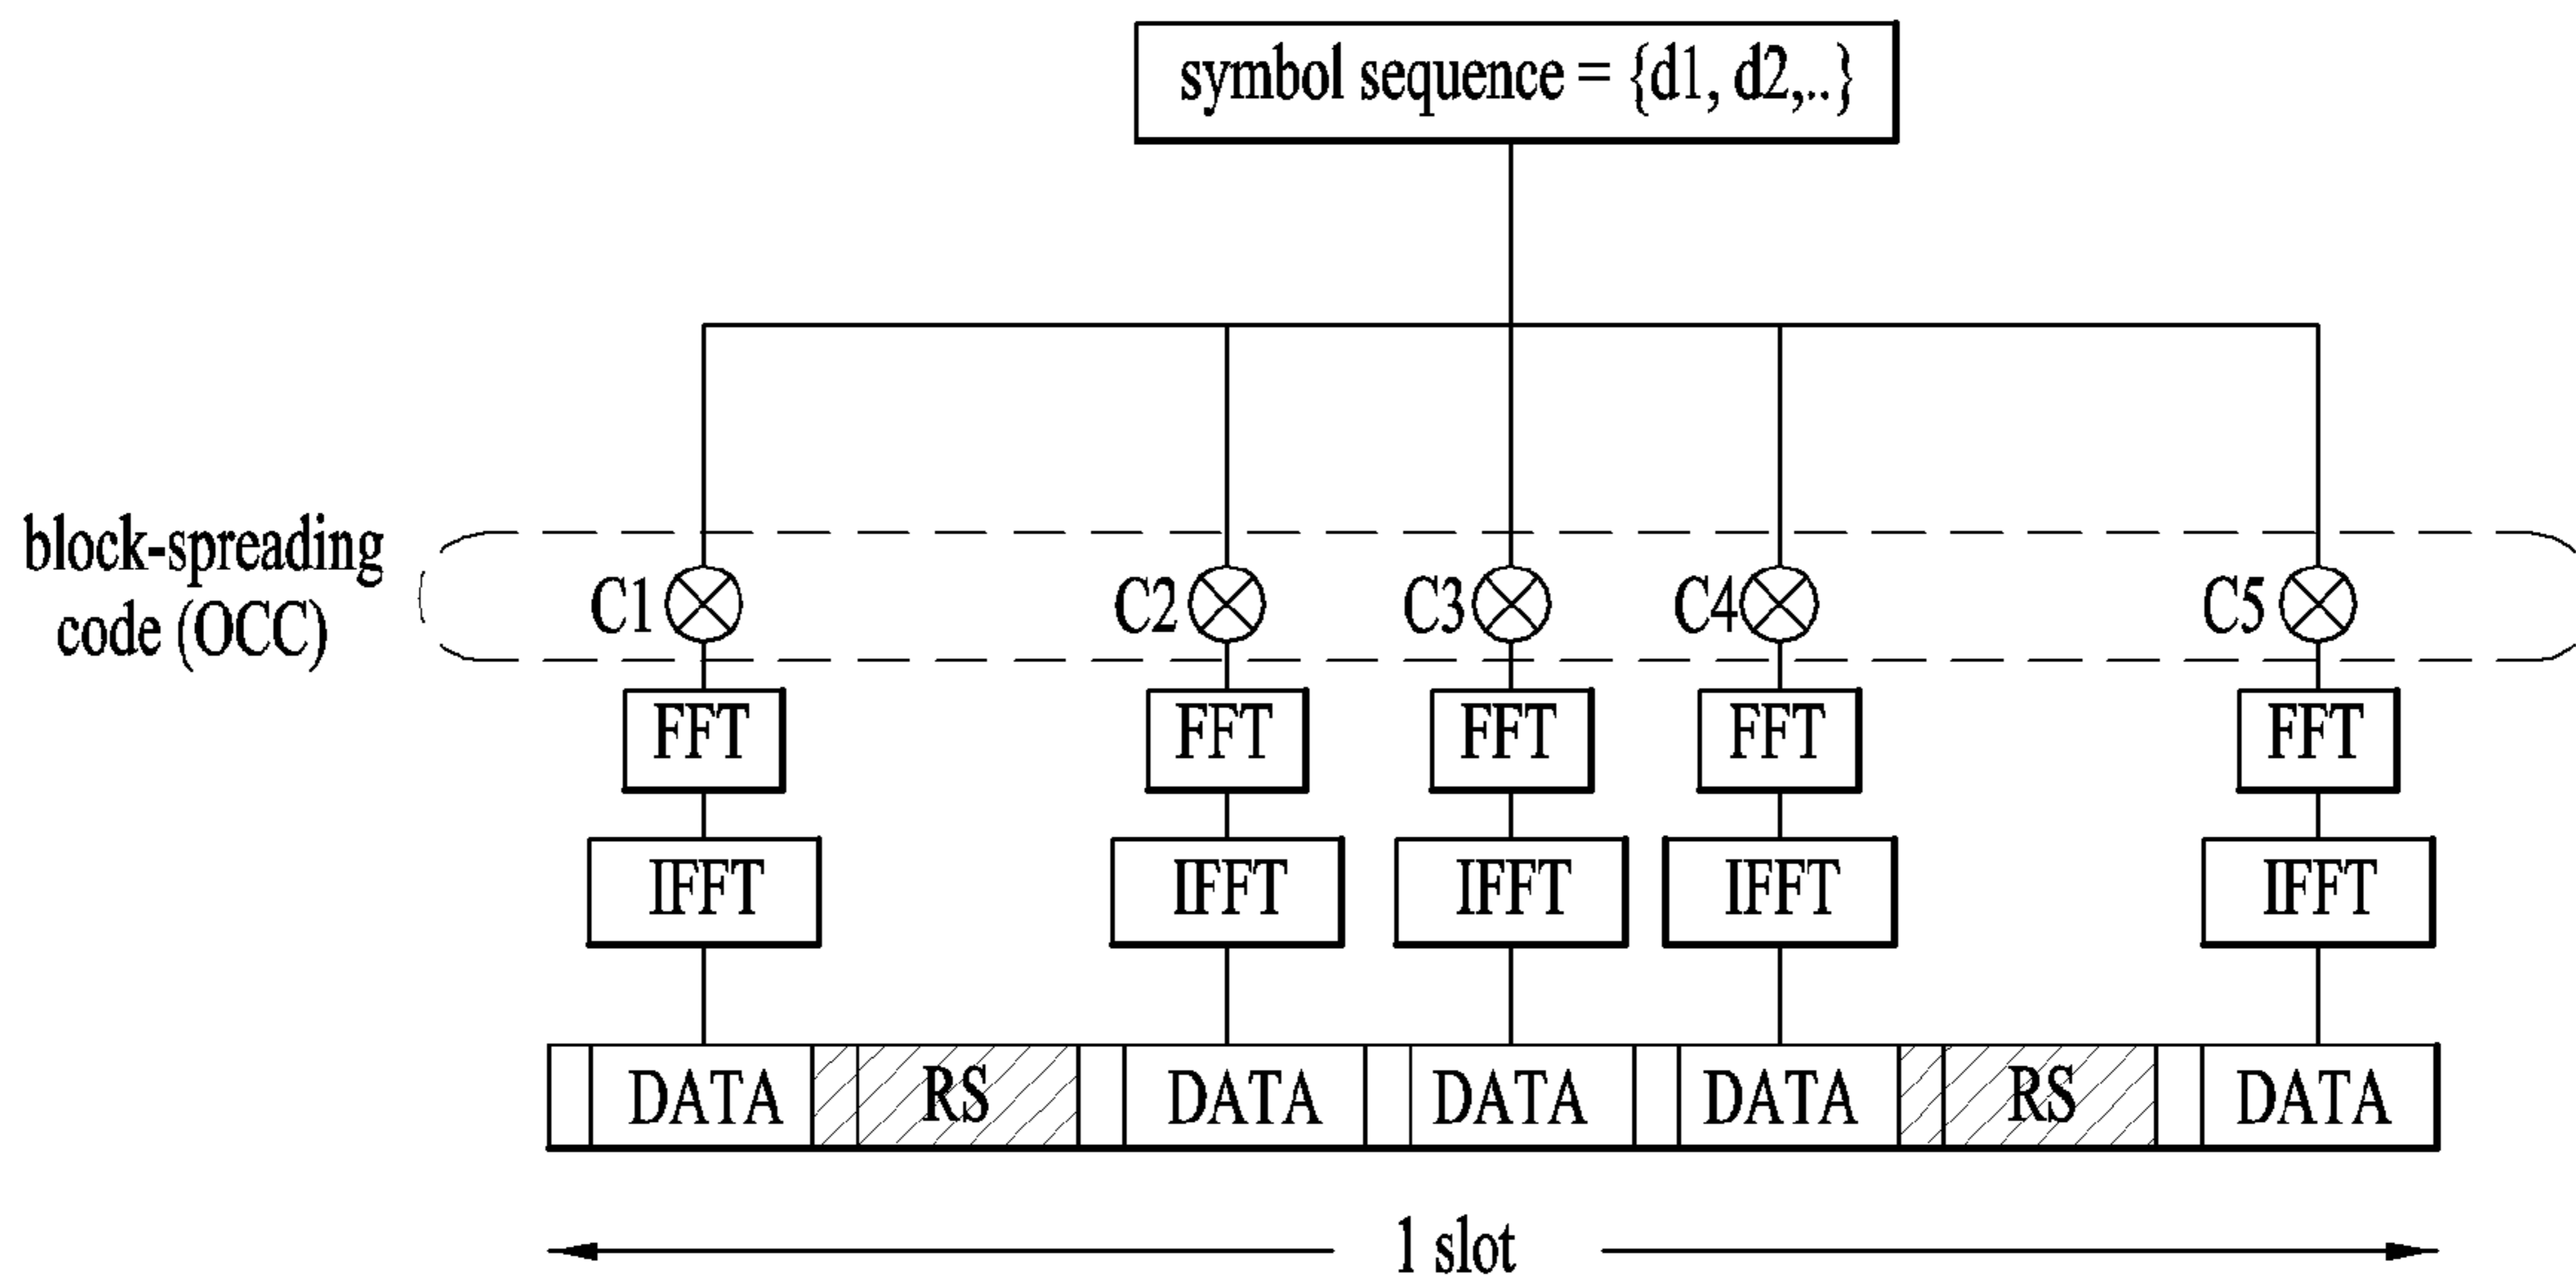 symbol sequence = {d1, d2,..}
block-spreading
code (OCC)
C1 C2 C3 C4 C5
FFT FFT FFT FFT FFT
IFFT IFFT IFFT IFFT IFFT
DATA RS DATA DATA DATA RS DATA
1 slot